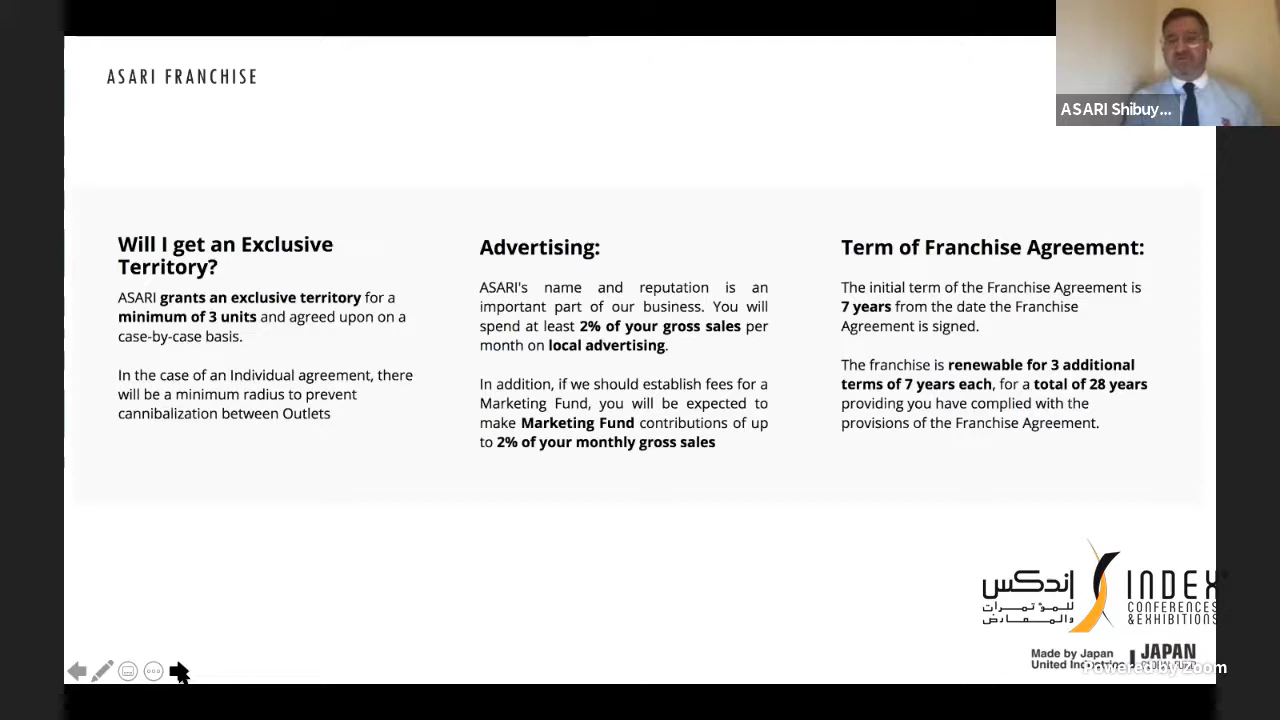 ASARI FRANCHISE
ASARI Shibuy...
Will I get an Exclusive
Territory?
ASARI grants an exclusive territory for a
minimum of 3 units and agreed upon on a
case-by-case basis.
In the case of an Individual agreement, there
will be a minimum radius to prevent
cannibalization between Outlets
Advertising:
ASARI's name and reputation is an
important part of our business. You will
spend at least 2% of your gross sales per
month on local advertising.
In addition, if we should establish fees for a
Marketing Fund, you will be expected to
make Marketing Fund contributions of up
to 2% of your monthly gross sales
Term of Franchise Agreement:
The initial term of the Franchise Agreement is
7 years from the date the Franchise
Agreement is signed.
The franchise is renewable for 3 additional
terms of 7 years each, for a total of 28 years
providing you have complied with the
provisions of the Franchise Agreement.
إندكس
للمؤتمرات
والمعارض
INDEX
CONFERENCES
& EXHIBITIONS
Made by Japan
United Industries
JAPAN
Powered by Zoom